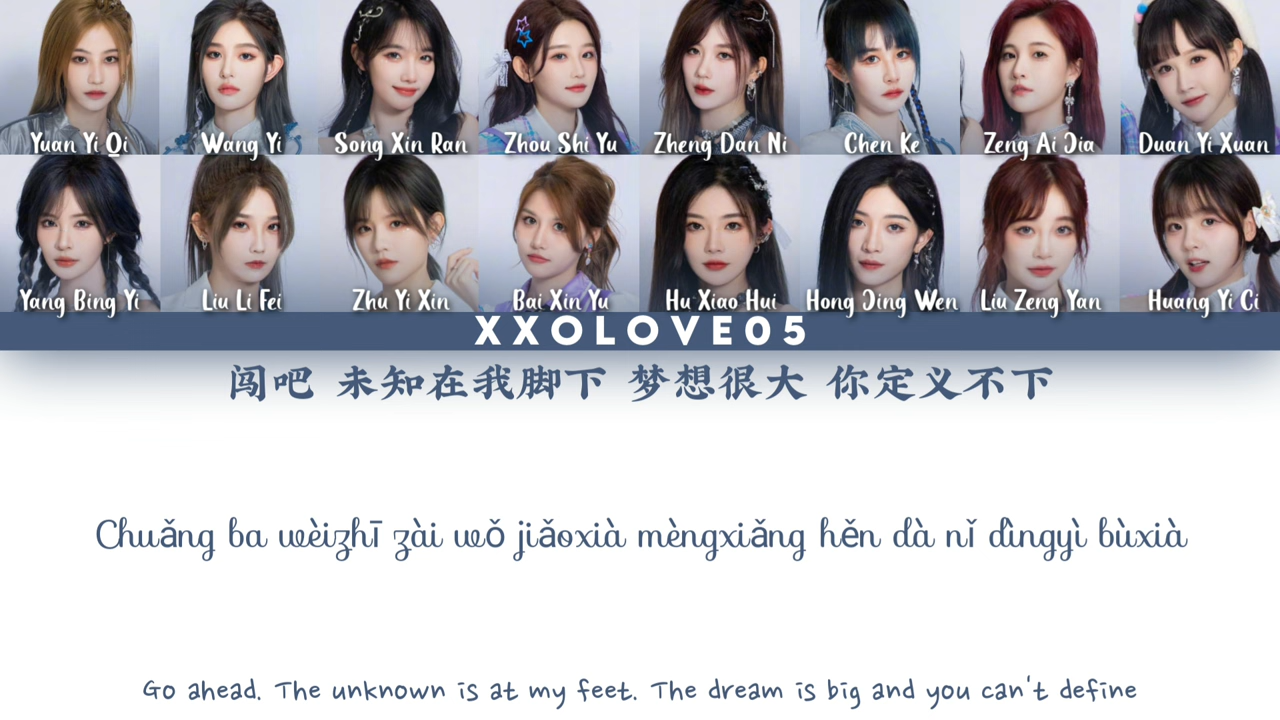 Yuan Yi Qi Wang Yi Song Xin Ran Zhou Shi Yu Zheng Dan Ni Chen Ke Zeng Ai Jia Duan Yi Xuan
Yang Bing Yi Liu Li Fei Zhu Yi Xin Bai Xin Yu Hu Xiao Hui Hong Jing Wen Liu Zeng Yan Huang Yi Ci
XXOLOVE05
闯吧 未知在我脚下 梦想很大 你定义不下
Chuǎng ba wèizhī zài wǒ jiǎoxià mèngxiǎng hěn dà nǐ dìngyì bùxià
Go ahead. The unknown is at my feet. The dream is big and you can't define